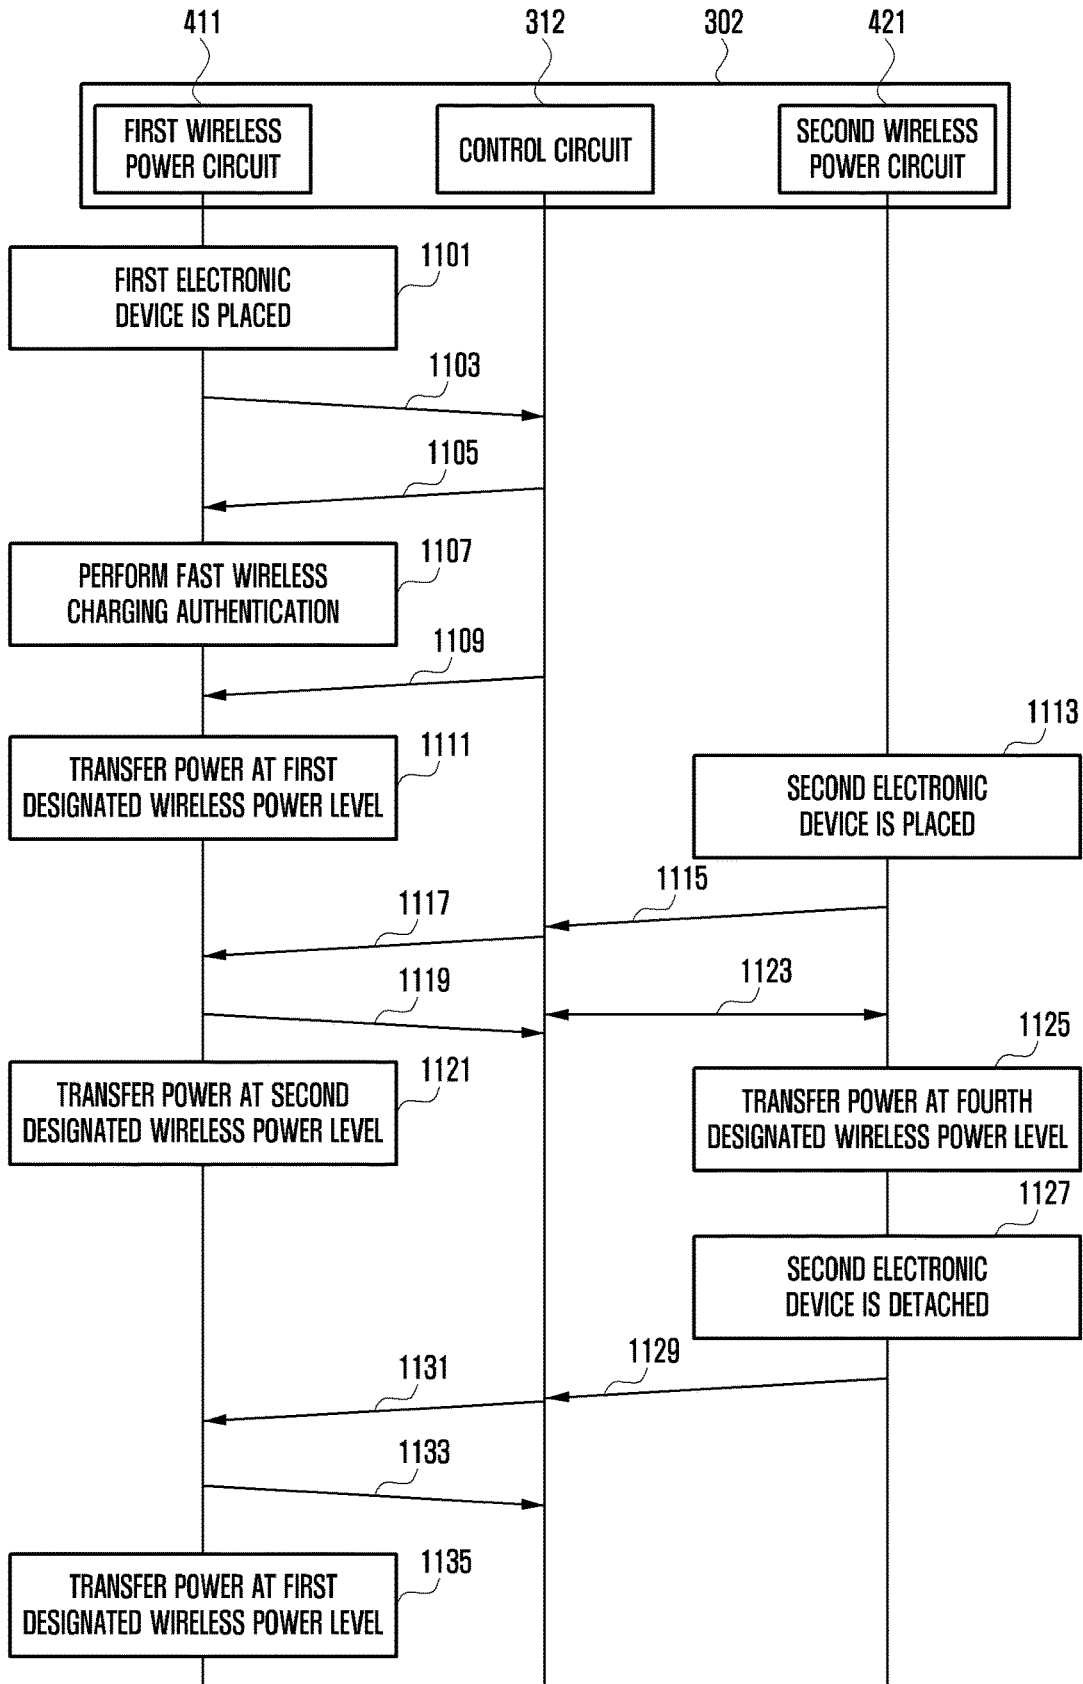 411
312
302
421
FIRST WIRELESS
POWER CIRCUIT
CONTROL CIRCUIT
SECOND WIRELESS
POWER CIRCUIT
1101
FIRST ELECTRONIC
DEVICE IS PLACED
1103
1105
1107
PERFORM FAST WIRELESS
CHARGING AUTHENTICATION
1109
1111
TRANSFER POWER AT FIRST
DESIGNATED WIRELESS POWER LEVEL
1113
SECOND ELECTRONIC
DEVICE IS PLACED
1115
1117
1119
1123
1121
TRANSFER POWER AT SECOND
DESIGNATED WIRELESS POWER LEVEL
1125
TRANSFER POWER AT FOURTH
DESIGNATED WIRELESS POWER LEVEL
1127
SECOND ELECTRONIC
DEVICE IS DETACHED
1129
1131
1133
1135
TRANSFER POWER AT FIRST
DESIGNATED WIRELESS POWER LEVEL